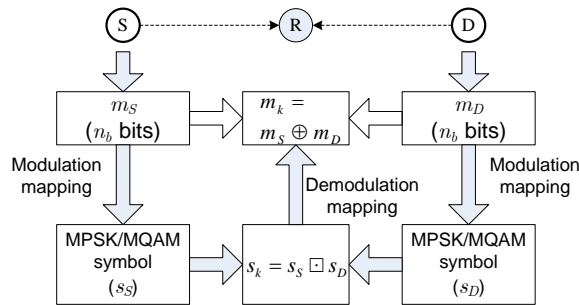 S
R
D
m_S
(n_b bits)
m_k =
m_S ⊕ m_D
m_D
(n_b bits)
Modulation
mapping
Demodulation
mapping
Modulation
mapping
MPSK/MQAM
symbol
(s_S)
s_k = s_S ⊡ s_D
MPSK/MQAM
symbol
(s_D)